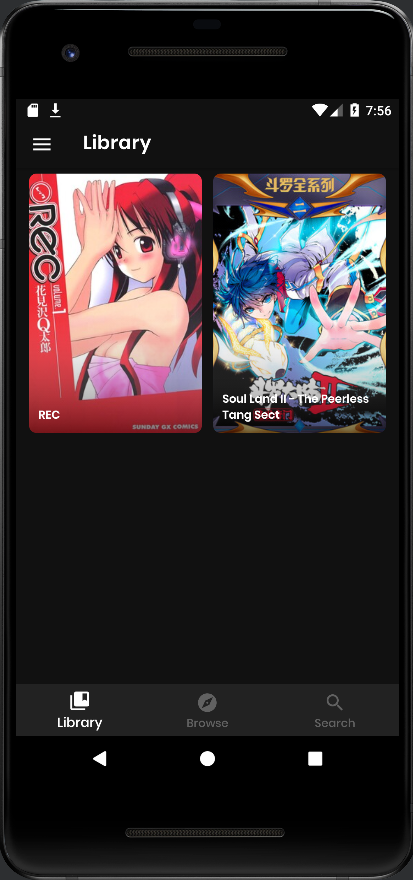 7:56
Library
REC
volume 1
花見沢Q太郎
REC
SUNDAY GX COMICS
斗罗全系列
二
Soul Land II - The Peerless
Tang Sect
Library
Browse
Search